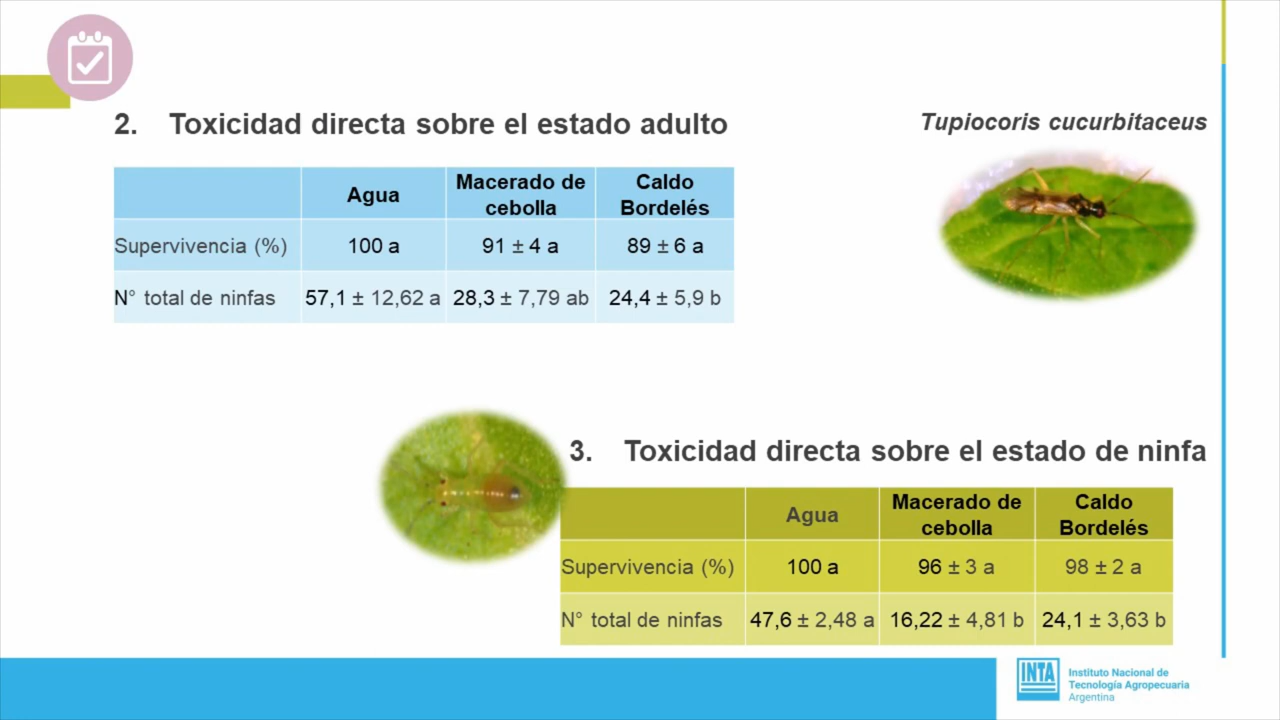 2. Toxicidad directa sobre el estado adulto
Tupiocoris cucurbitaceus
Agua Macerado de cebolla Caldo Bordelés
Supervivencia (%) 100 a 91 ± 4 a 89 ± 6 a
N° total de ninfas 57,1 ± 12,62 a 28,3 ± 7,79 ab 24,4 ± 5,9 b
3. Toxicidad directa sobre el estado de ninfa
Agua Macerado de cebolla Caldo Bordelés
Supervivencia (%) 100 a 96 ± 3 a 98 ± 2 a
N° total de ninfas 47,6 ± 2,48 a 16,22 ± 4,81 b 24,1 ± 3,63 b
INTA
Instituto Nacional de
Tecnología Agropecuaria
Argentina